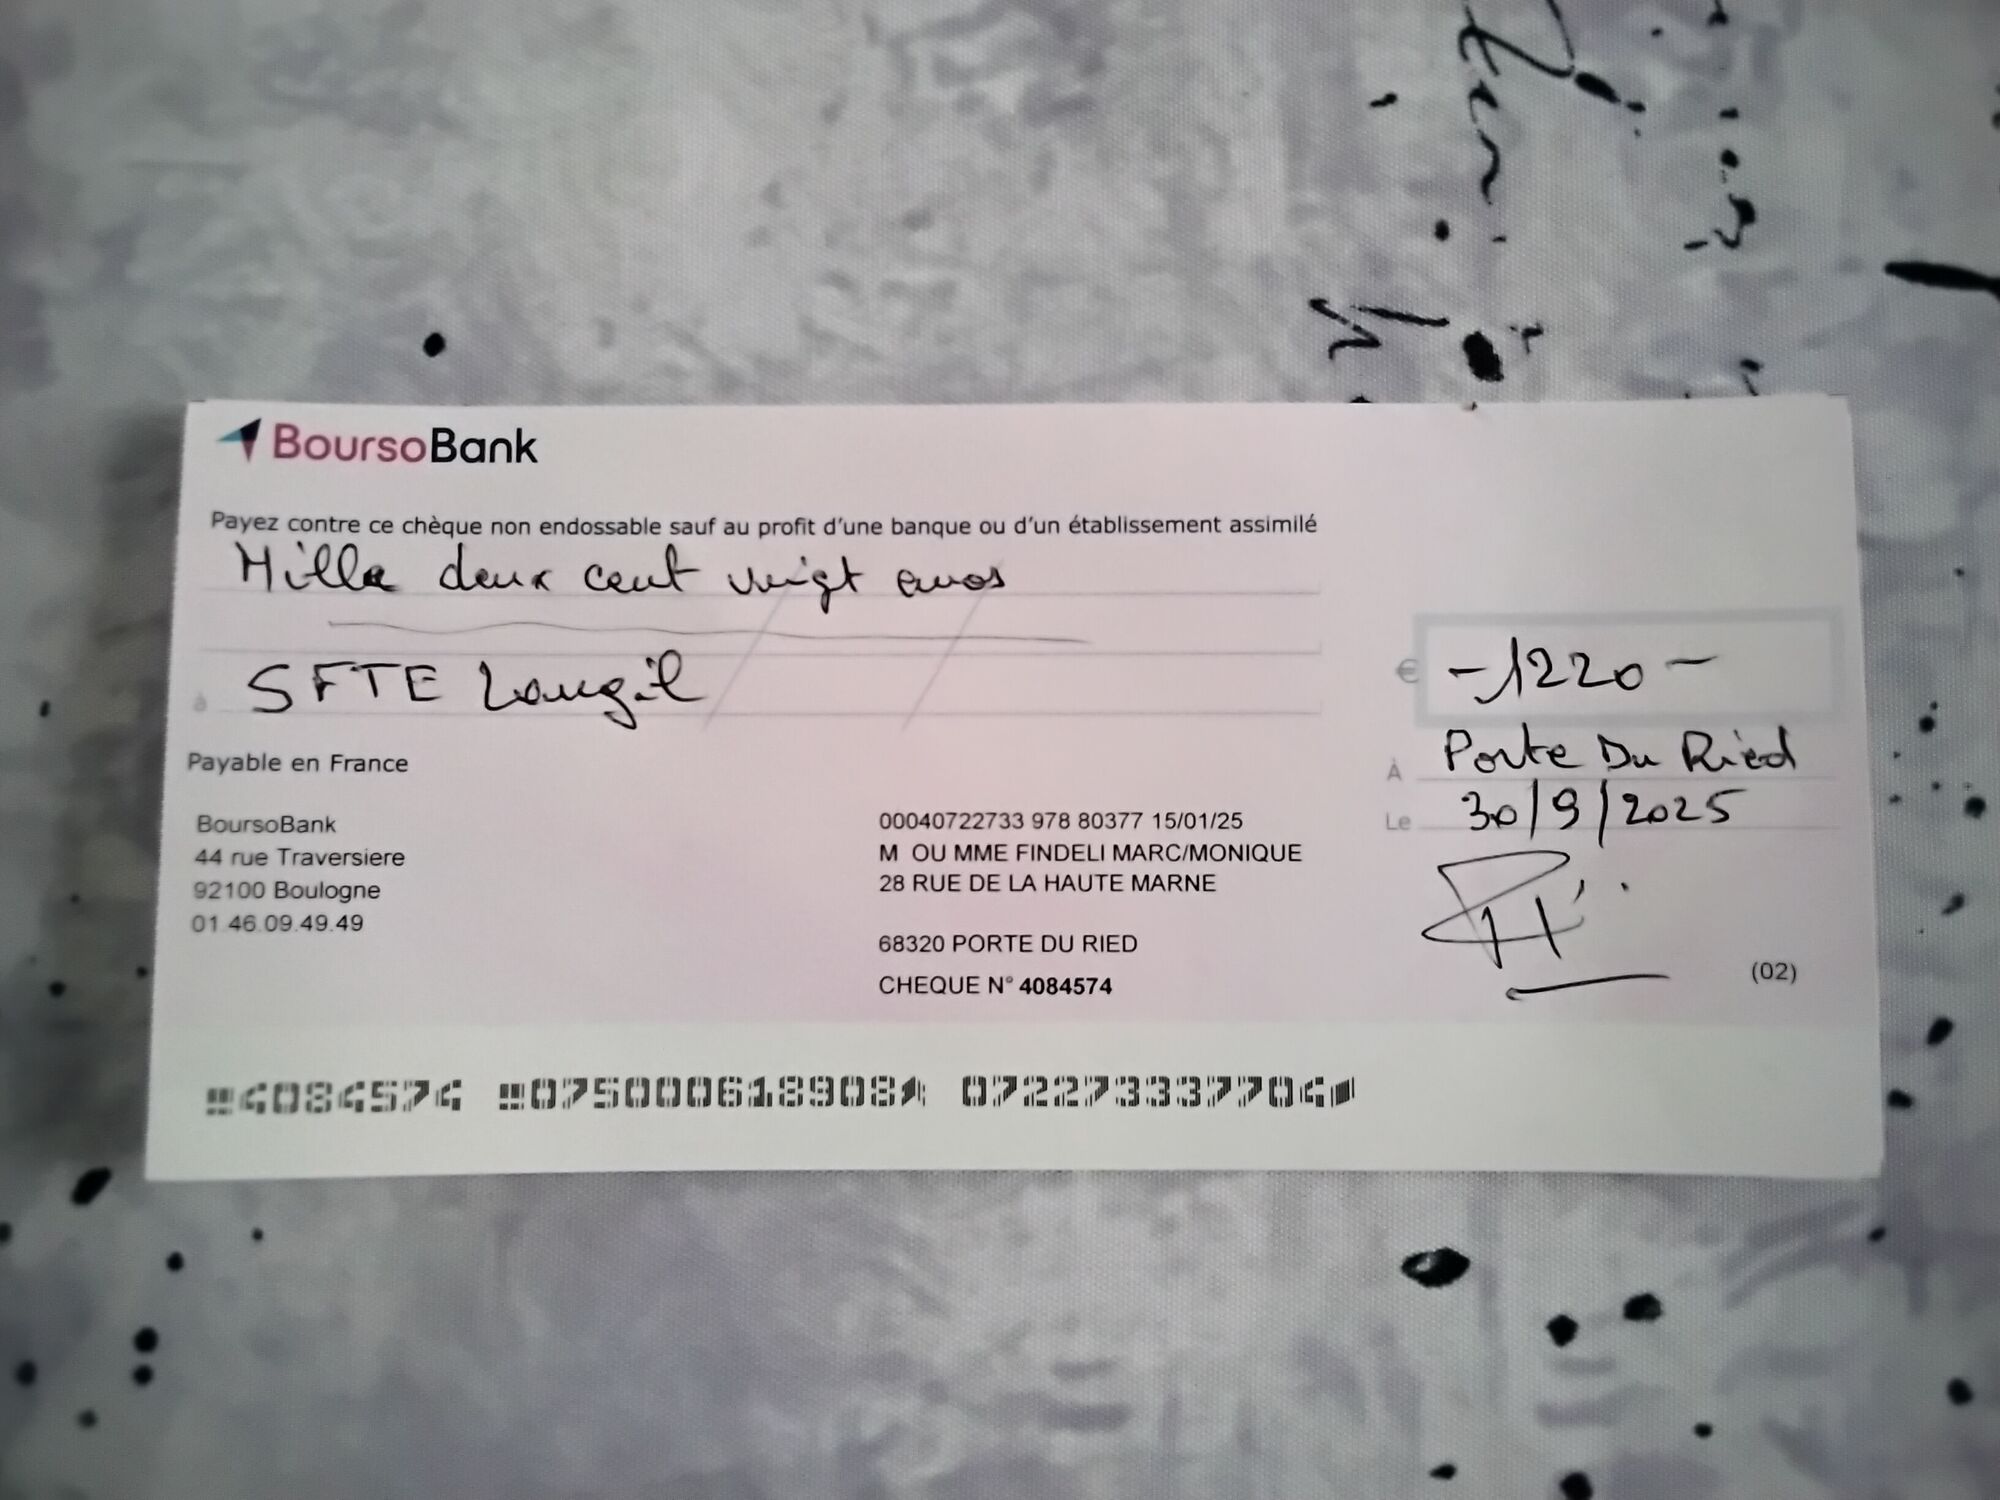 BoursoBank
Payez contre ce chèque non endossable sauf au profit d'une banque ou d'un établissement assimilé
Mille deux cent vingt euros
€ -1220-
à SFTE
À Porte Du Ried
Le 30/9/2025
Payable en France
BoursoBank
44 rue Traversiere
92100 Boulogne
01.46.09.49.49
00040722733 978 80377 15/01/25
M OU MME FINDELI MARC/MONIQUE
28 RUE DE LA HAUTE MARNE
68320 PORTE DU RIED
CHEQUE N° 4084574
(02)
4084574 075000618908 072273337704